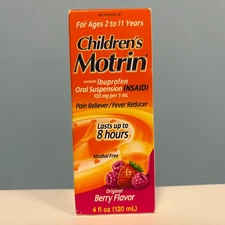 For Ages 2 to 11 Years
Children's
Motrin®
contains Ibuprofen
Oral Suspension (NSAID)
100 mg per 5 mL
Pain Reliever/Fever Reducer
Lasts up to
8 hours
Alcohol Free
Original
Berry Flavor
4 fl oz (120 mL)